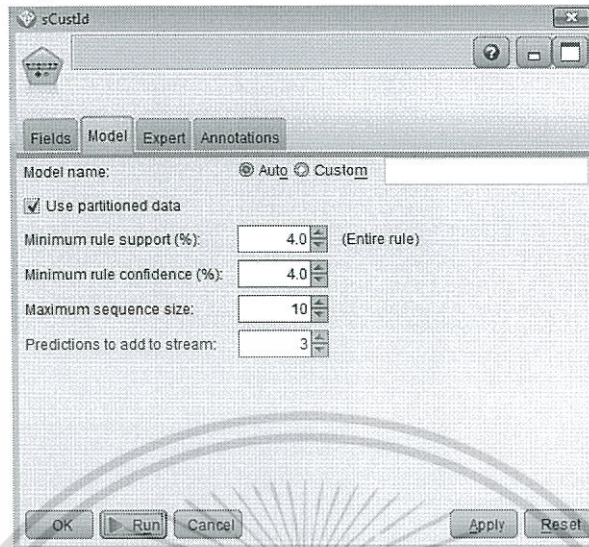 sCustId
Fields Model Expert Annotations
Model name: Auto Custom
Use partitioned data
Minimum rule support (%): 4.0 (Entire rule)
Minimum rule confidence (%): 4.0
Maximum sequence size: 10
Predictions to add to stream: 3
OK Run Cancel Apply Reset